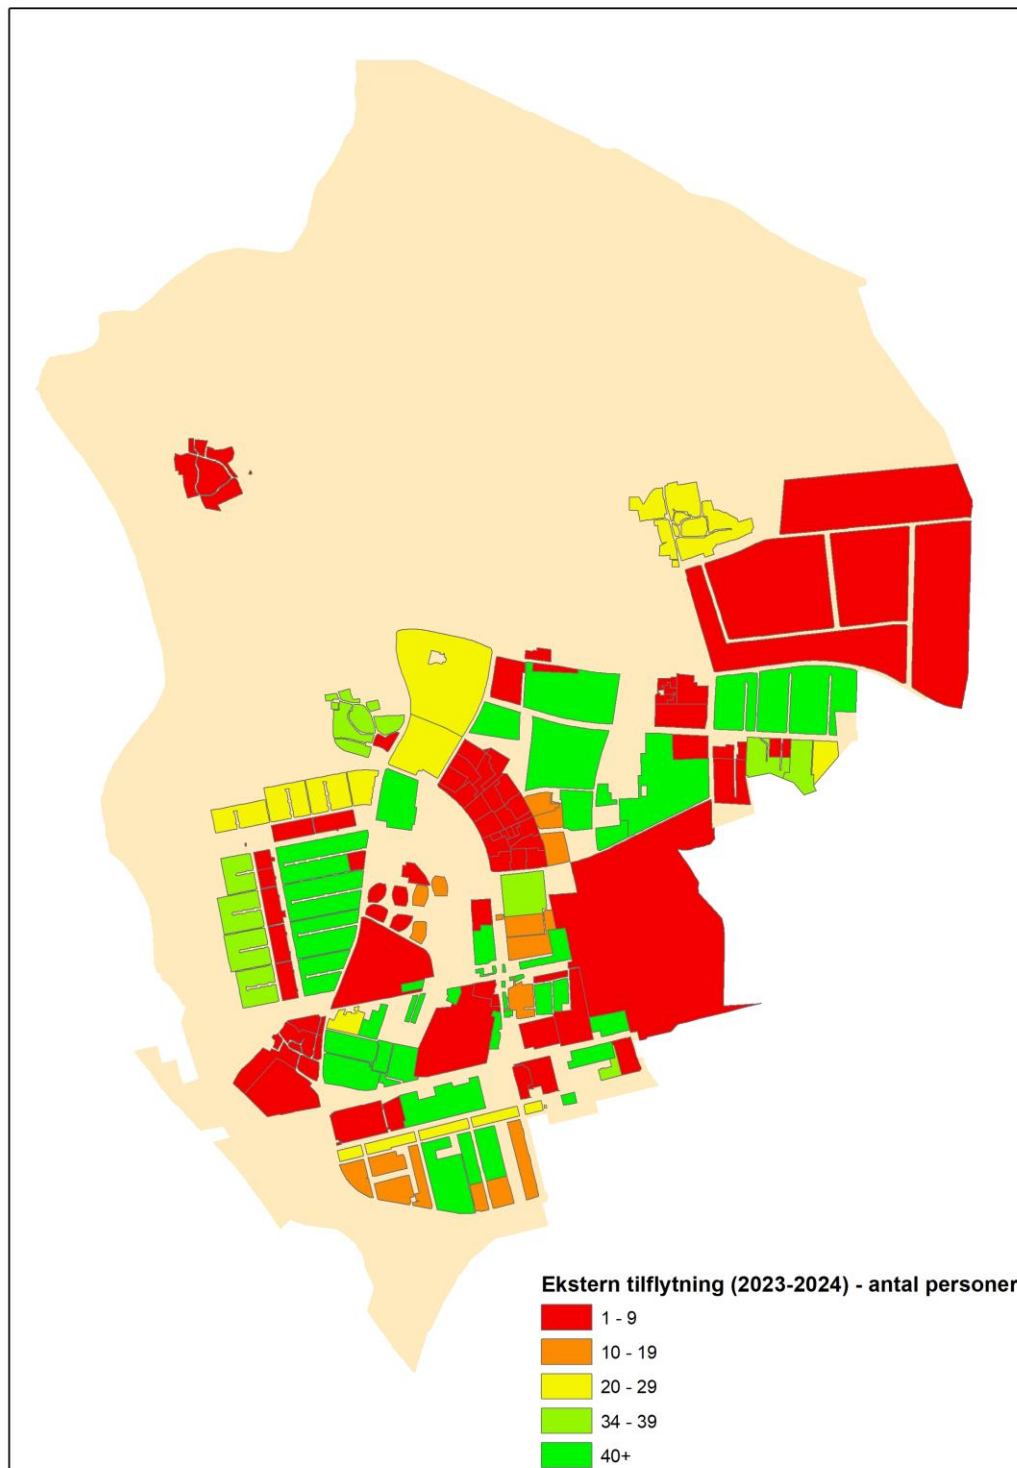 Ekstern tilflytning (2023-2024) - antal personer
1 - 9
10 - 19
20 - 29
34 - 39
40+